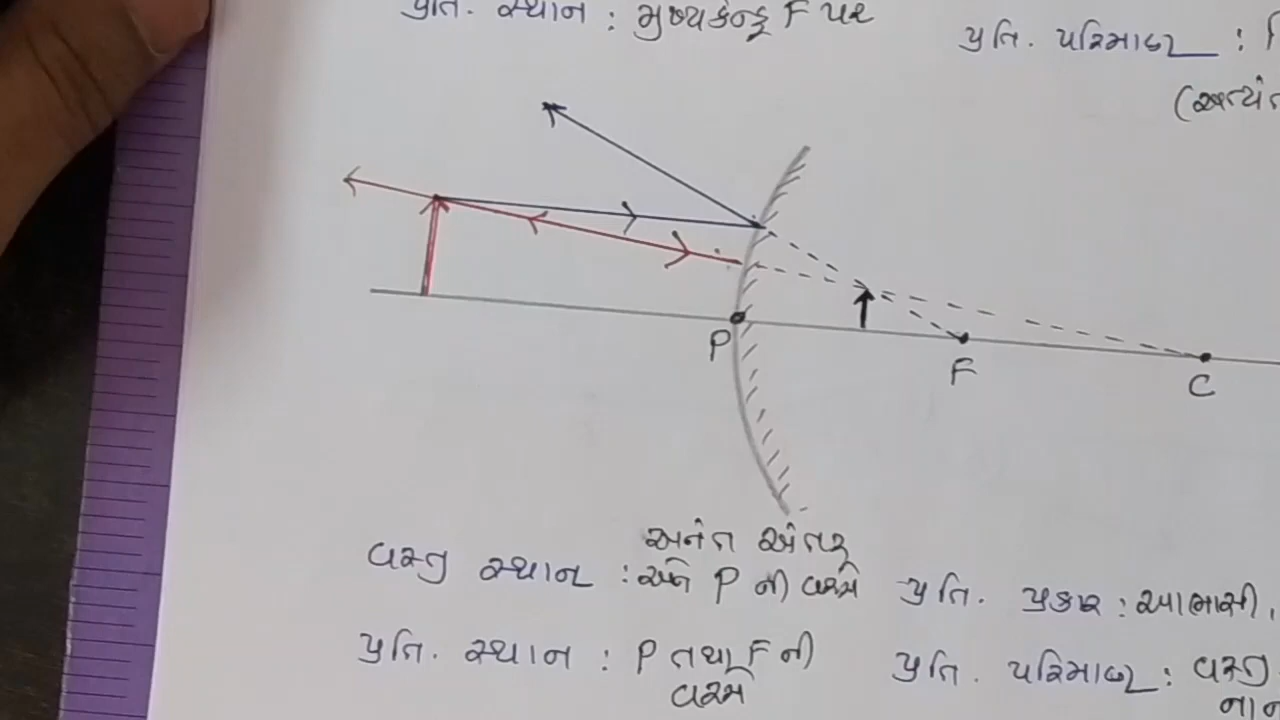 પ્રતિ. સ્થાન : મુખ્યકેન્દ્ર F પર
પ્રતિ. પરિમાણ :
(અત્યંત
P
F
C
વસ્તુ સ્થાન : અનંત અંતર
અને P ની વચ્ચે
પ્રતિ. પ્રકાર : આભાસી,
પ્રતિ. સ્થાન : P તથા F ની
વચ્ચે
પ્રતિ. પરિમાણ : વસ્તુ